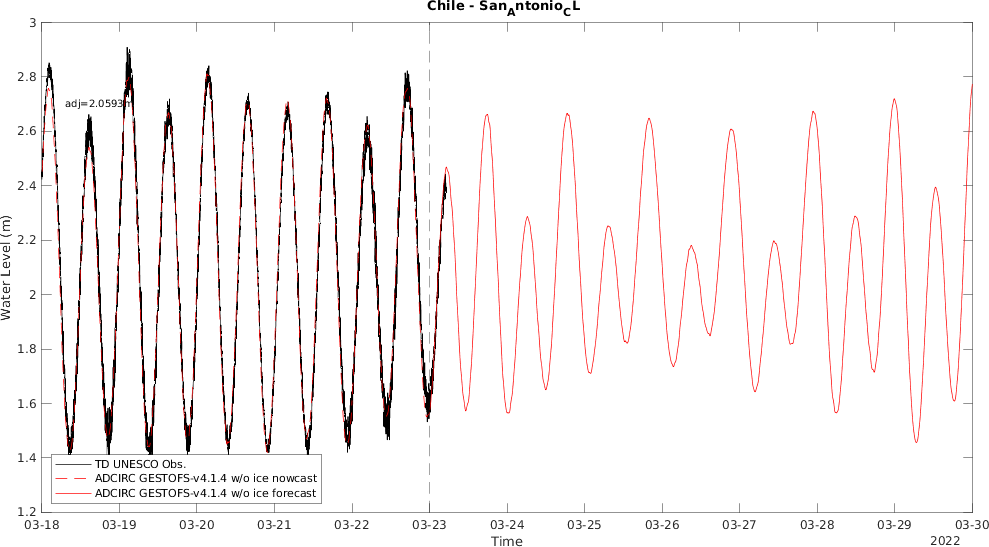 Chile - San_Antonio_CL
3
2.8
adj=2.0593m
2.6
2.4
2.2
2
1.8
1.6
1.4
1.2
Water Level (m)
TD UNESCO Obs.
ADCIRC GESTOFS-v4.1.4 w/o ice nowcast
ADCIRC GESTOFS-v4.1.4 w/o ice forecast
03-18 03-19 03-20 03-21 03-22 03-23 03-24 03-25 03-26 03-27 03-28 03-29 03-30
Time
2022